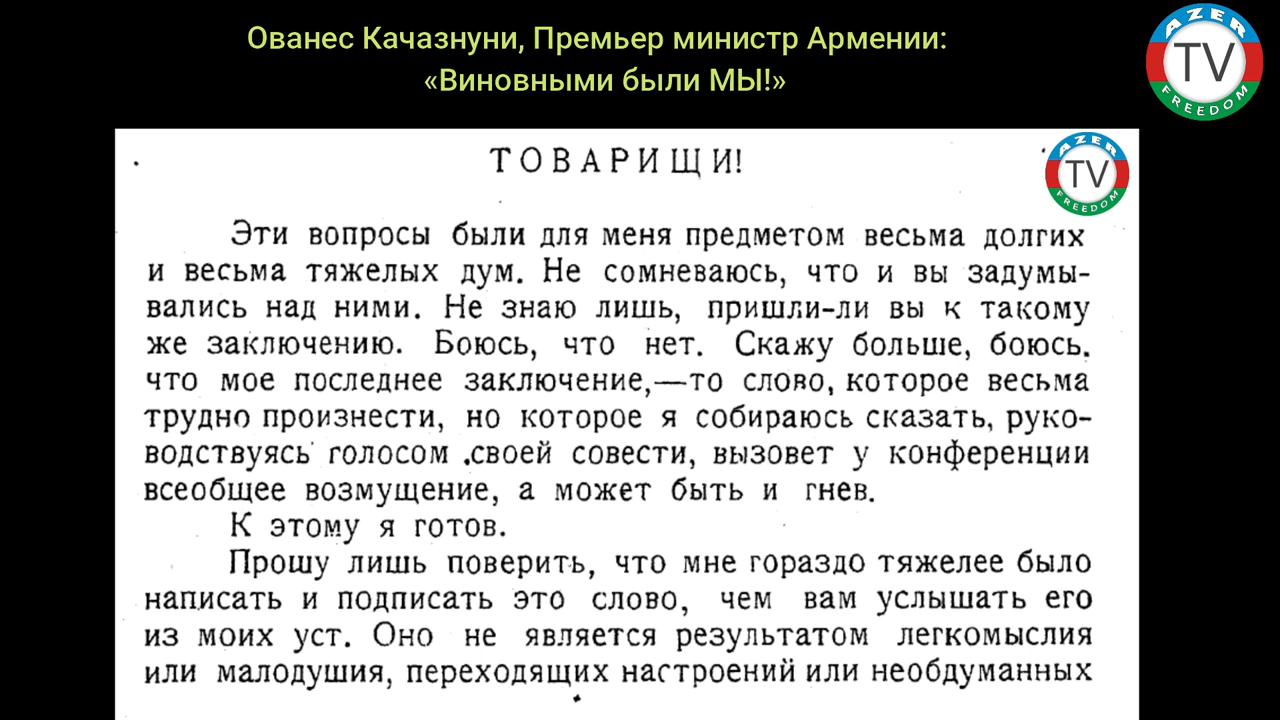 Ованес Качазнуни, Премьер министр Армении:
«Виновными были МЫ!»
AZER
TV
FREEDOM
AZER
TV
FREEDOM
ТОВАРИЩИ!
Эти вопросы были для меня предметом весьма долгих
и весьма тяжелых дум. Не сомневаюсь, что и вы задумы-
вались над ними. Не знаю лишь, пришли-ли вы к такому
же заключению. Боюсь, что нет. Скажу больше, боюсь,
что мое последнее заключение,—то слово, которое весьма
трудно произнести, но которое я собираюсь сказать, руко-
водствуясь голосом своей совести, вызовет у конференции
всеобщее возмущение, а может быть и гнев.
К этому я готов.
Прошу лишь поверить, что мне гораздо тяжелее было
написать и подписать это слово, чем вам услышать его
из моих уст. Оно не является результатом легкомыслия
или малодушия, переходящих настроений или необдуманных